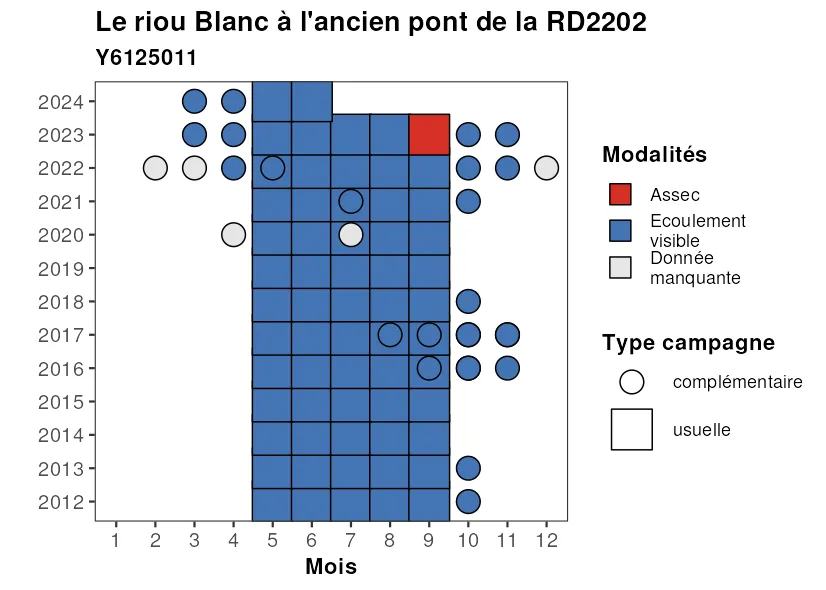 Le riou Blanc à l'ancien pont de la RD2202
Y6125011
2024
2023
2022
2021
2020
2019
2018
2017
2016
2015
2014
2013
2012
1 2 3 4 5 6 7 8 9 10 11 12
Mois
Modalités
Assec
Ecoulement
visible
Donnée
manquante
Type campagne
complémentaire
usuelle